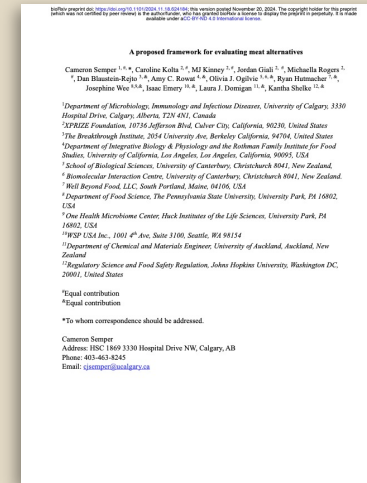 bioRxiv preprint doi: https://doi.org/10.1101/2024.11.18.624184; this version posted November 20, 2024. The copyright holder for this preprint
(which was not certified by peer review) is the author/funder, who has granted bioRxiv a license to display the preprint in perpetuity. It is made
available under aCC-BY-ND 4.0 International license.
A proposed framework for evaluating meat alternatives
Cameron Semper 1, #, *, Caroline Kolta 2, #, MJ Kinney 2, #, Jordan Giali 2, #, Michaella Rogers 2,
#, Dan Blaustein-Rejto 3, &, Amy C. Rowat 4, &, Olivia J. Ogilvie 5, 6, &, Ryan Hutmacher 7, &,
Josephine Wee 8,9,&, Isaac Emery 10, &, Laura J. Domigan 11, &, Kantha Shelke 12, &
1Department of Microbiology, Immunology and Infectious Diseases, University of Calgary, 3330
Hospital Drive, Calgary, Alberta, T2N 4N1, Canada
2XPRIZE Foundation, 10736 Jefferson Blvd, Culver City, California, 90230, United States
3The Breakthrough Institute, 2054 University Ave, Berkeley California, 94704, United States
4Department of Integrative Biology & Physiology and the Rothman Family Institute for Food
Studies, University of California, Los Angeles, Los Angeles, California, 90095, USA
5 School of Biological Sciences, University of Canterbury, Christchurch 8041, New Zealand,
6 Biomolecular Interaction Centre, University of Canterbury, Christchurch 8041, New Zealand.
7 Well Beyond Food, LLC, South Portland, Maine, 04106, USA
8 Department of Food Science, The Pennsylvania State University, University Park, PA 16802,
USA
9 One Health Microbiome Center, Huck Institutes of the Life Sciences, University Park, PA
16802, USA
10WSP USA Inc., 1001 4th Ave, Suite 3100, Seattle, WA 98154
11Department of Chemical and Materials Engineer, University of Auckland, Auckland, New
Zealand
12Regulatory Science and Food Safety Regulation, Johns Hopkins University, Washington DC,
20001, United States
#Equal contribution
&Equal contribution
*To whom correspondence should be addressed.
Cameron Semper
Address: HSC 1869 3330 Hospital Drive NW, Calgary, AB
Phone: 403-463-8245
Email: cjsemper@ucalgary.ca